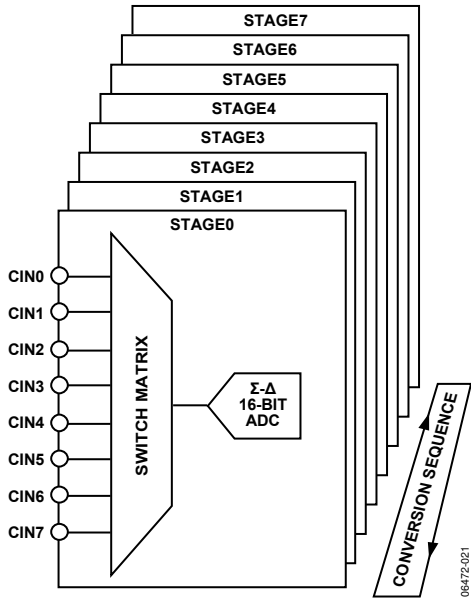 STAGE7
STAGE6
STAGE5
STAGE4
STAGE3
STAGE2
STAGE1
STAGE0
CIN0
CIN1
CIN2
CIN3
CIN4
CIN5
CIN6
CIN7
SWITCH MATRIX
Σ-Δ
16-BIT
ADC
CONVERSION SEQUENCE
06472-021